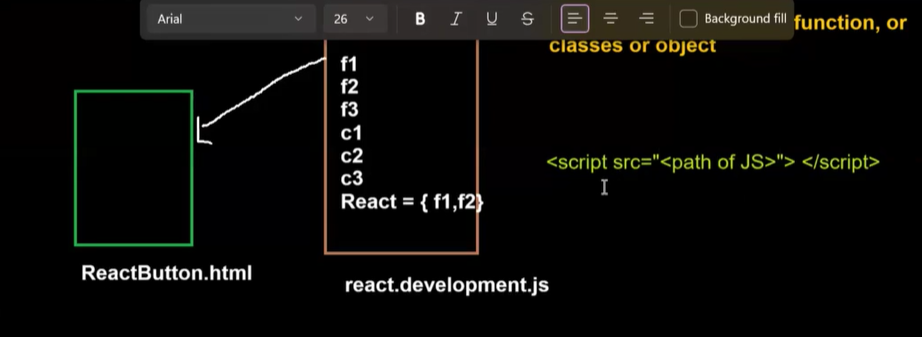 Arial
26
B
I
U
S
Background fill
function, or
classes or object
f1
f2
f3
c1
c2
c3
React = { f1,f2}
<script src="<path of JS>"> </script>
ReactButton.html
react.development.js